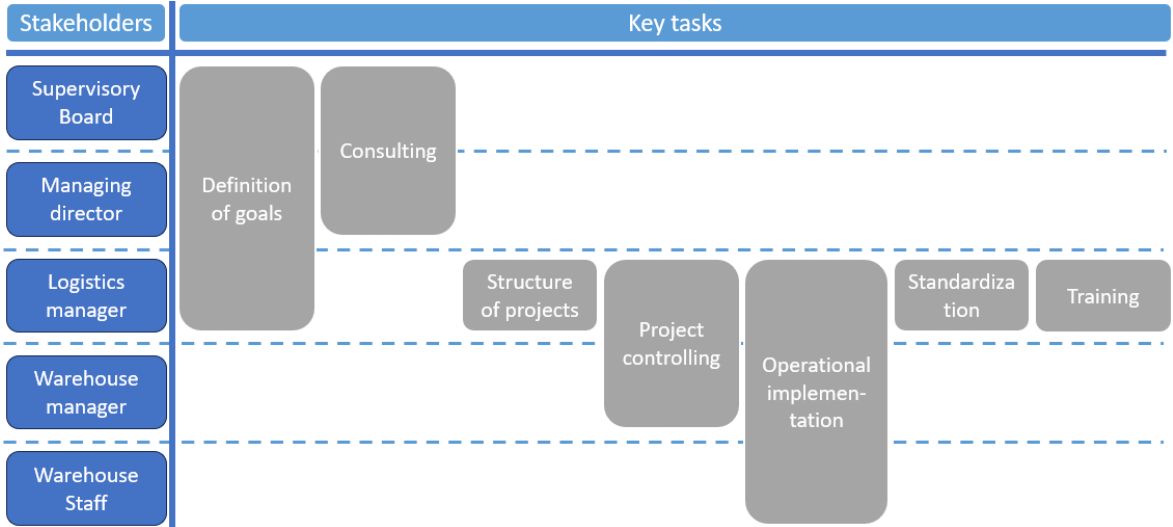 Stakeholders
Key tasks
Supervisory
Board
Managing
director
Logistics
manager
Warehouse
manager
Warehouse
Staff
Definition
of goals
Consulting
Structure
of projects
Project
controlling
Operational
implemen-
tation
Standardiza
tion
Training